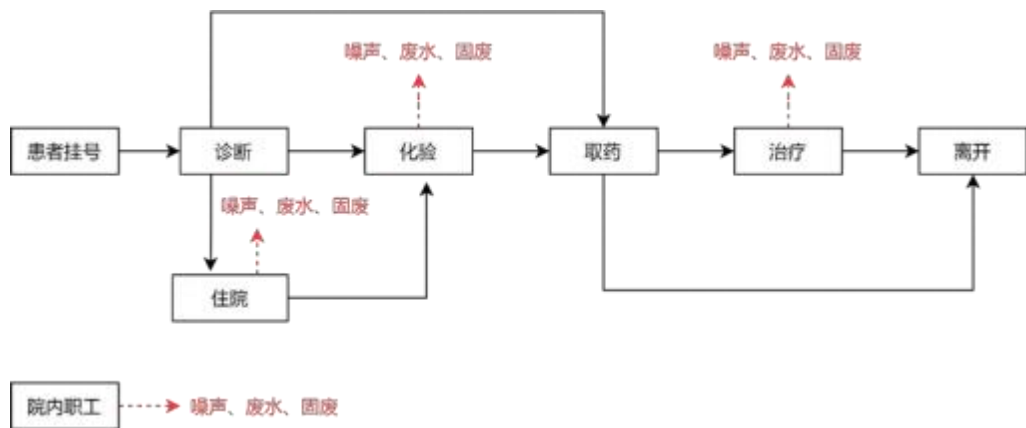 噪声、废水、固废
噪声、废水、固废
患者挂号
诊断
化验
取药
治疗
离开
噪声、废水、固废
住院
院内职工
噪声、废水、固废